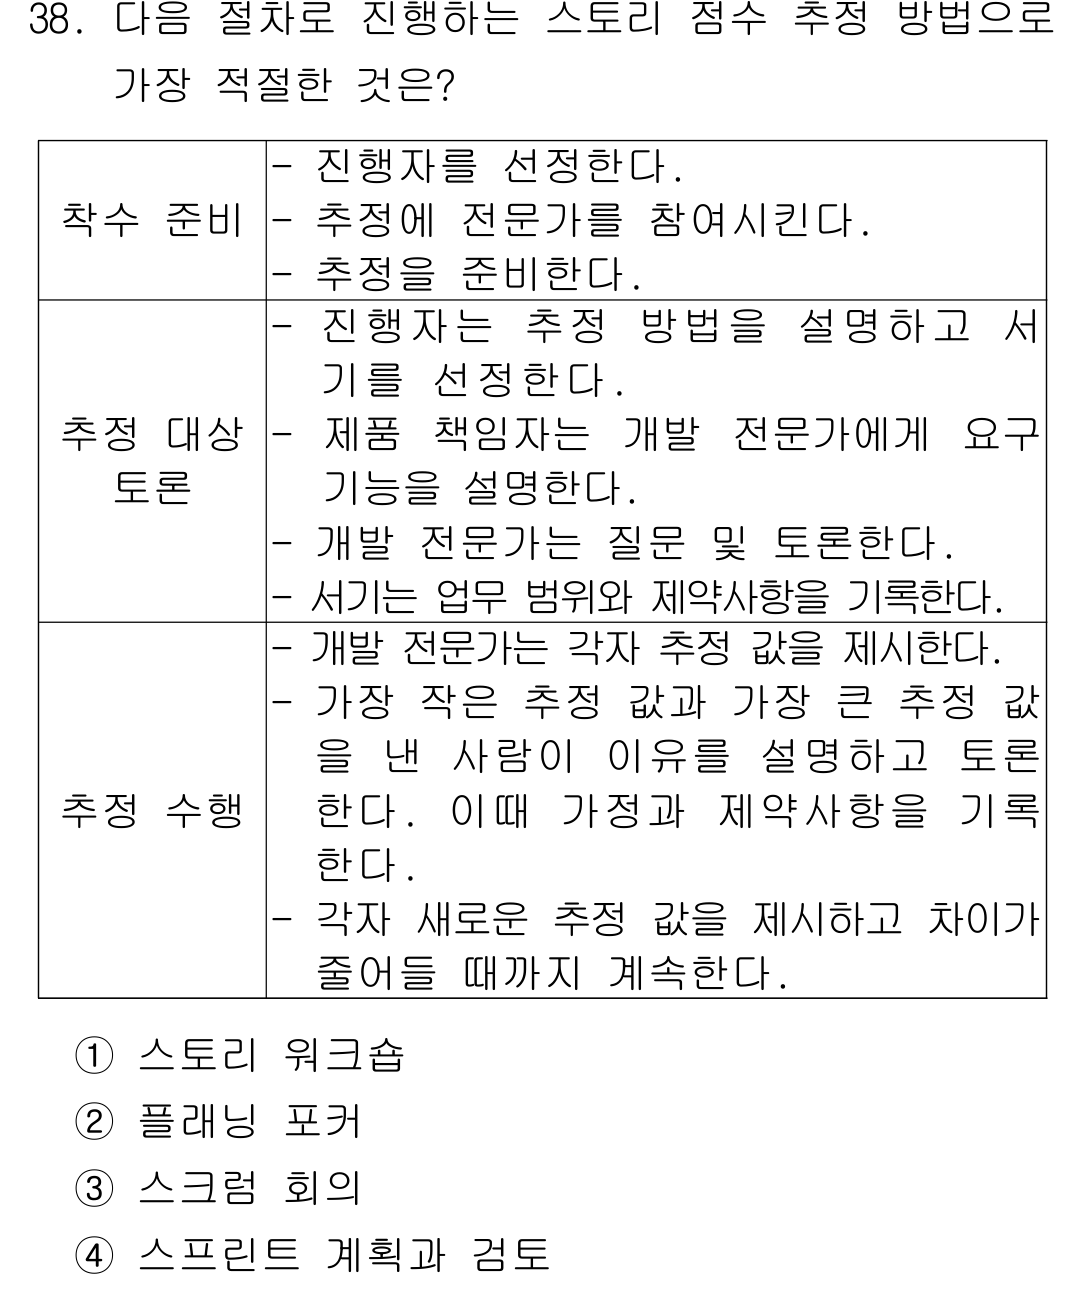 38. 다음 절차로 진행하는 스토리 점수 추정 방법으로
가장 적절한 것은?
착수 준비
- 진행자를 선정한다.
- 추정에 전문가를 참여시킨다.
- 추정을 준비한다.
추정 대상
토론
- 진행자는 추정 방법을 설명하고 서
기를 선정한다.
- 제품 책임자는 개발 전문가에게 요구
기능을 설명한다.
- 개발 전문가는 질문 및 토론한다.
- 서기는 업무 범위와 제약사항을 기록한다.
추정 수행
- 개발 전문가는 각자 추정 값을 제시한다.
- 가장 작은 추정 값과 가장 큰 추정 값
을 낸 사람이 이유를 설명하고 토론
한다. 이때 가정과 제약사항을 기록
한다.
- 각자 새로운 추정 값을 제시하고 차이가
줄어들 때까지 계속한다.
① 스토리 워크숍
② 플래닝 포커
③ 스크럼 회의
④ 스프린트 계획과 검토